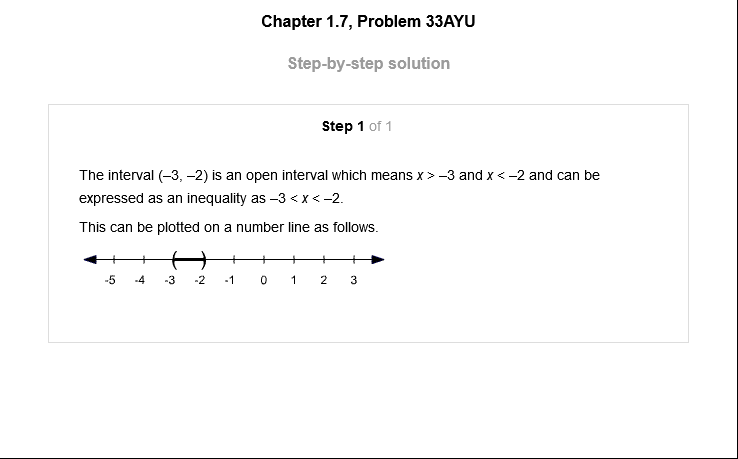 Chapter 1.7, Problem 33AYU
Step-by-step solution
Step 1 of 1
The interval (–3, –2) is an open interval which means x > –3 and x < –2 and can be
expressed as an inequality as –3 < x < –2.
This can be plotted on a number line as follows.
-5 -4 -3 -2 -1 0 1 2 3